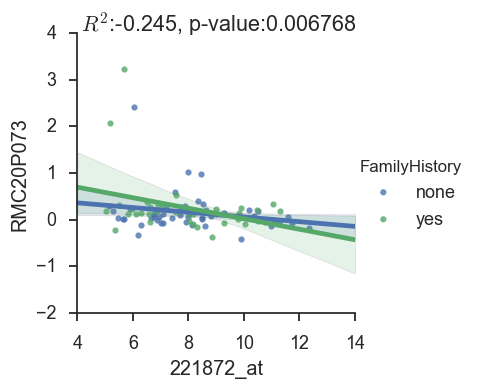 R²:-0.245, p-value:0.006768
4
3
2
1
0
−1
−2
RMC20P073
4 6 8 10 12 14
221872_at
FamilyHistory
none
yes